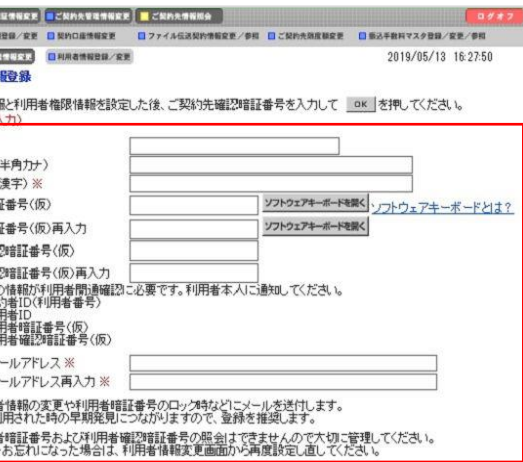 証情報変更 ご契約先管理情報変更 ご契約先情報照会 ログオフ
報登録／変更 契約口座情報変更 ファイル伝送契約情報変更／参照 ご契約先限度額変更 振込手数料マスタ登録／変更／参照
情報変更 利用者情報登録／変更 2019/05/13 16:27:50
報登録
報と利用者権限情報を設定した後、ご契約先確認暗証番号を入力して OK を押してください。
入力)
半角カナ)
漢字) ※
証番号(仮) ソフトウェアキーボードを開く ソフトウェアキーボードとは？
証番号(仮)再入力 ソフトウェアキーボードを開く
認暗証番号(仮)
認暗証番号(仮)再入力
の情報が利用者開通確認に必要です。利用者本人に通知してください。
約者ID(利用者番号)
用者ID
用者暗証番号(仮)
用者確認暗証番号(仮)
ールアドレス ※
ールアドレス再入力 ※
者情報の変更や利用者暗証番号のロック時などにメールを送付します。
利用された時の早期発見につながりますので、登録を推奨します。
者暗証番号および利用者確認暗証番号の照会はできませんので大切に管理してください。
お忘れになった場合は、利用者情報変更画面から再度設定し直してください。